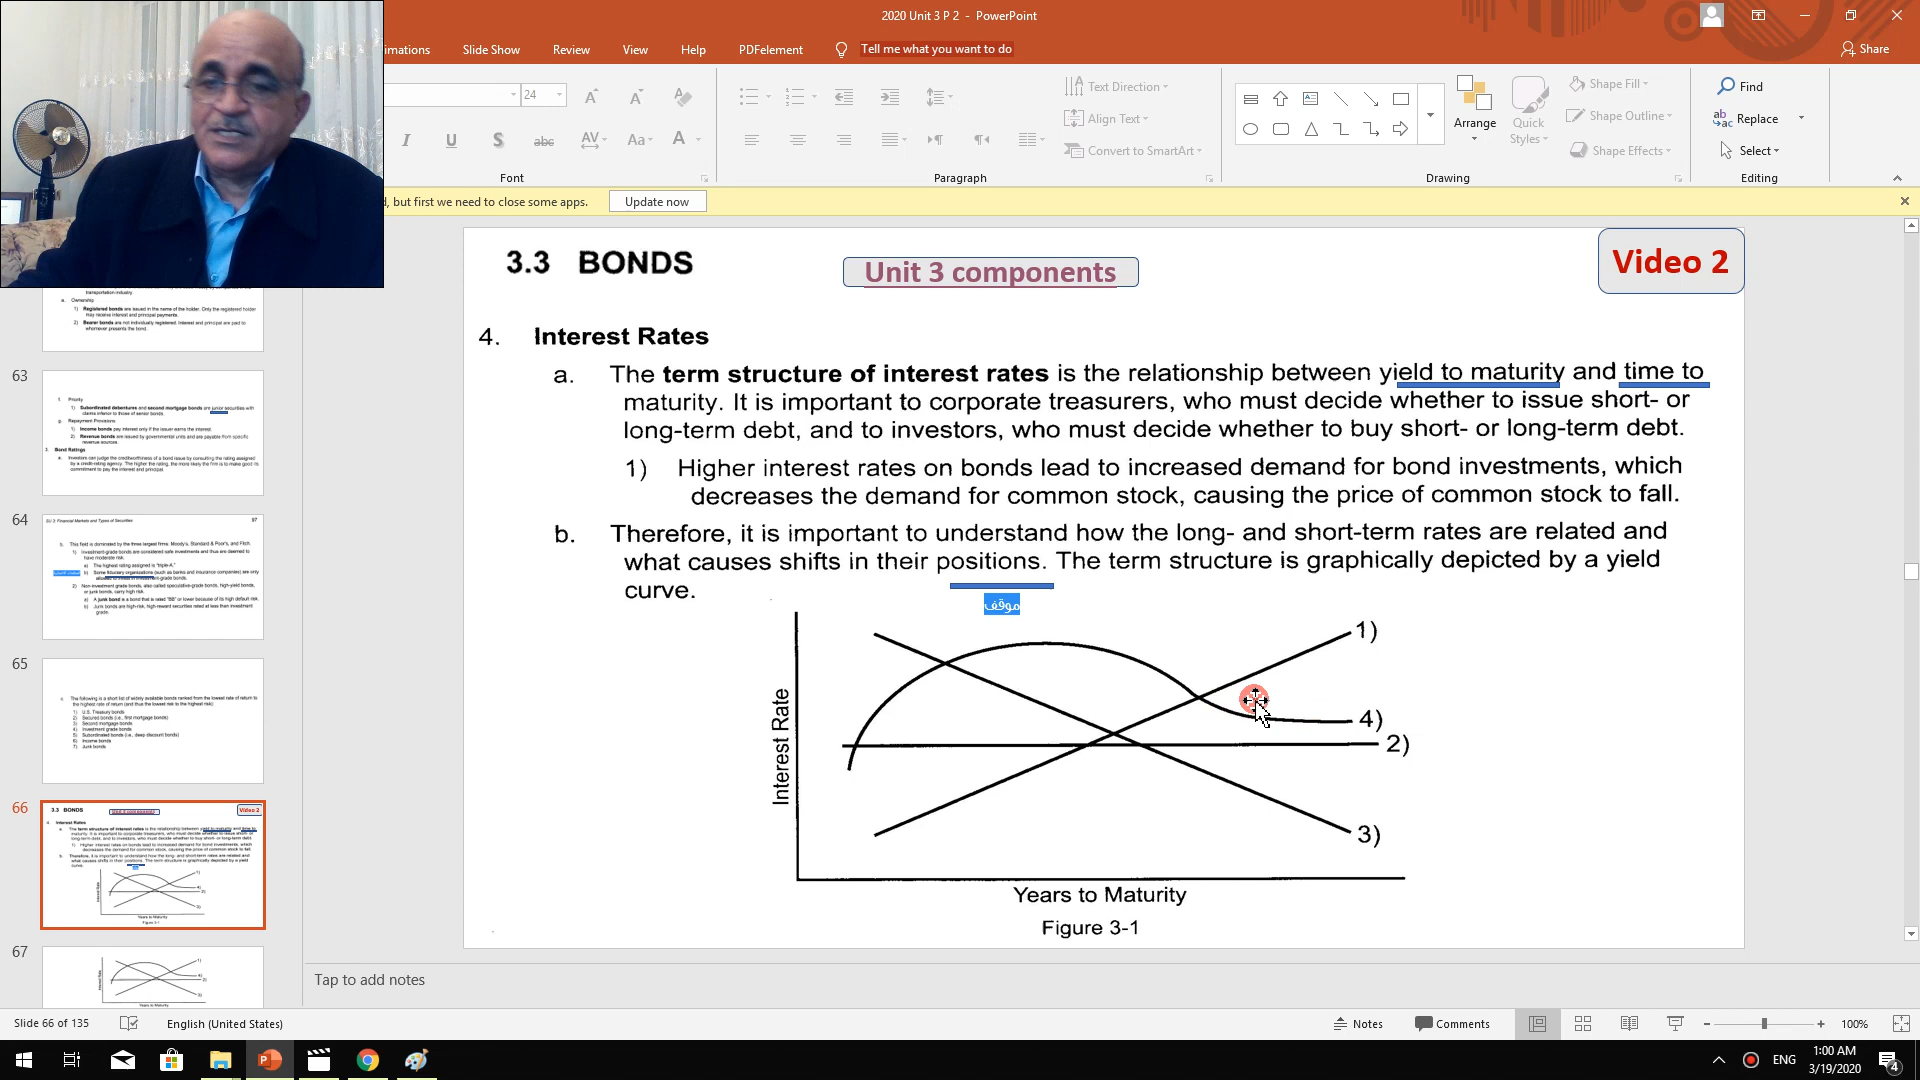 2020 Unit 3 P 2 - PowerPoint
Slide Show Review View Help PDFelement Tell me what you want to do Share
24
Text Direction
Align Text
Convert to SmartArt
Arrange
Quick Styles
Shape Fill
Shape Outline
Shape Effects
Find
Replace
Select
Font Paragraph Drawing Editing
, but first we need to close some apps. Update now
3.3 BONDS
Unit 3 components
Video 2
4. Interest Rates
a. The term structure of interest rates is the relationship between yield to maturity and time to
maturity. It is important to corporate treasurers, who must decide whether to issue short- or
long-term debt, and to investors, who must decide whether to buy short- or long-term debt.
1) Higher interest rates on bonds lead to increased demand for bond investments, which
decreases the demand for common stock, causing the price of common stock to fall.
b. Therefore, it is important to understand how the long- and short-term rates are related and
what causes shifts in their positions. The term structure is graphically depicted by a yield
curve.
موقف
Interest Rate
1)
4)
2)
3)
Years to Maturity
Figure 3-1
63
64
65
66
67
Tap to add notes
Slide 66 of 135 English (United States) Notes Comments 100%
ENG
1:00 AM
3/19/2020
4